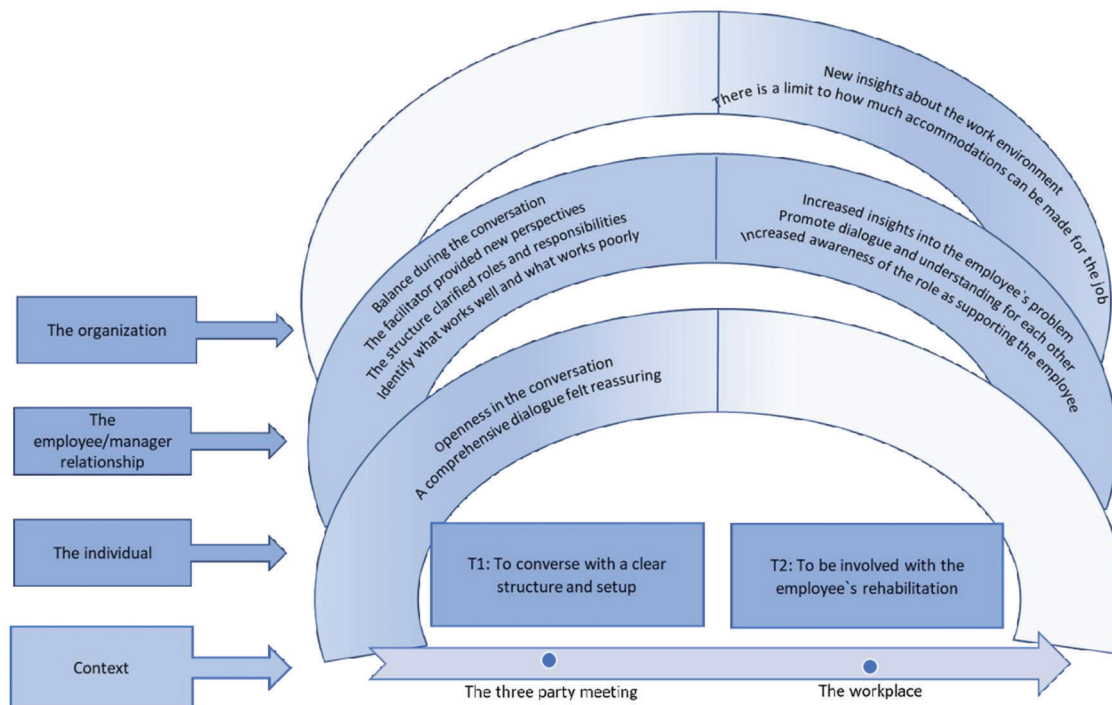 New insights about the work environment
There is a limit to how much accommodations can be made for the job
Balance during the conversation
The facilitator provided new perspectives
The structure clarified roles and responsibilities
Identify what works well and what works poorly
Increased insights into the employee`s problem
Promote dialogue and understanding for each other
Increased awareness of the role as supporting the employee
Openness in the conversation
A comprehensive dialogue felt reassuring
The organization
The
employee/manager
relationship
The individual
Context
T1: To converse with a clear
structure and setup
T2: To be involved with the
employee`s rehabilitation
The three party meeting
The workplace